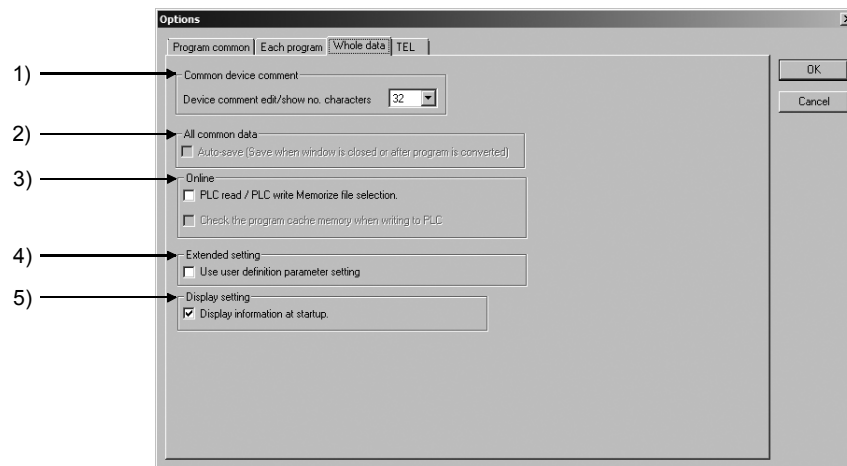 Options
Program common Each program Whole data TEL
1)
Common device comment
OK
Device comment edit/show no. characters 32
Cancel
2)
All common data
Auto-save (Save when window is closed or after program is converted)
3)
Online
PLC read / PLC write Memorize file selection.
Check the program cache memory when writing to PLC
4)
Extended setting
Use user definition parameter setting
5)
Display setting
Display information at startup.